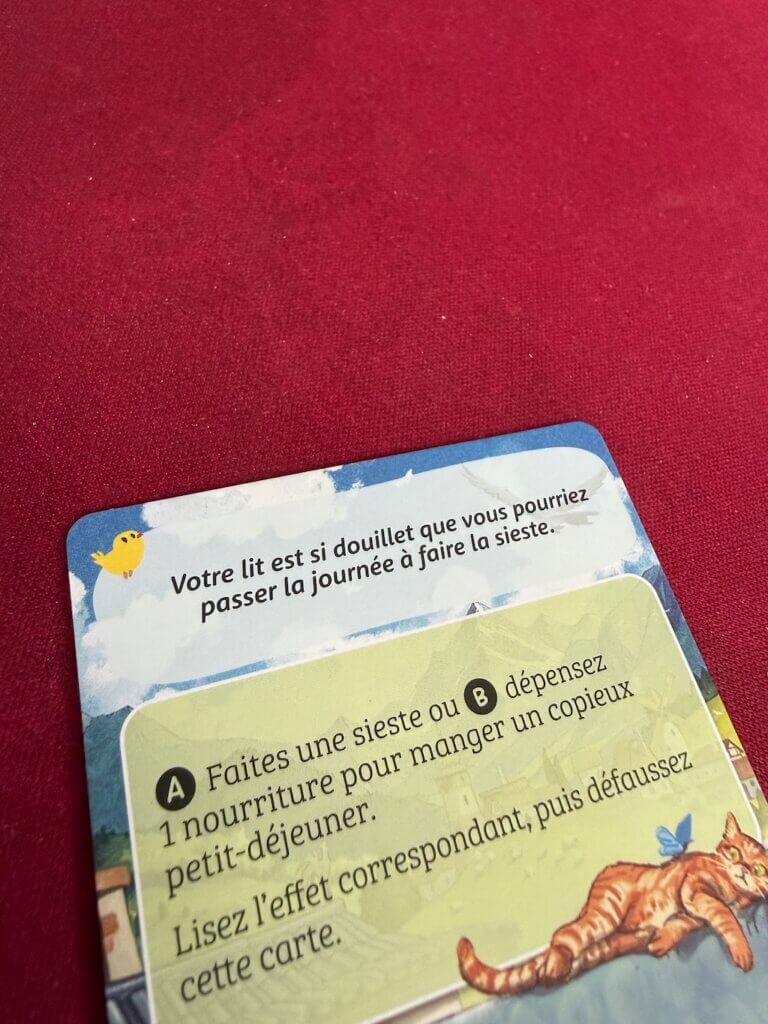 Votre lit est si douillet que vous pourriez
passer la journée à faire la sieste.
A Faites une sieste ou B dépensez
1 nourriture pour manger un copieux
petit-déjeuner.
Lisez l'effet correspondant, puis défaussez
cette carte.